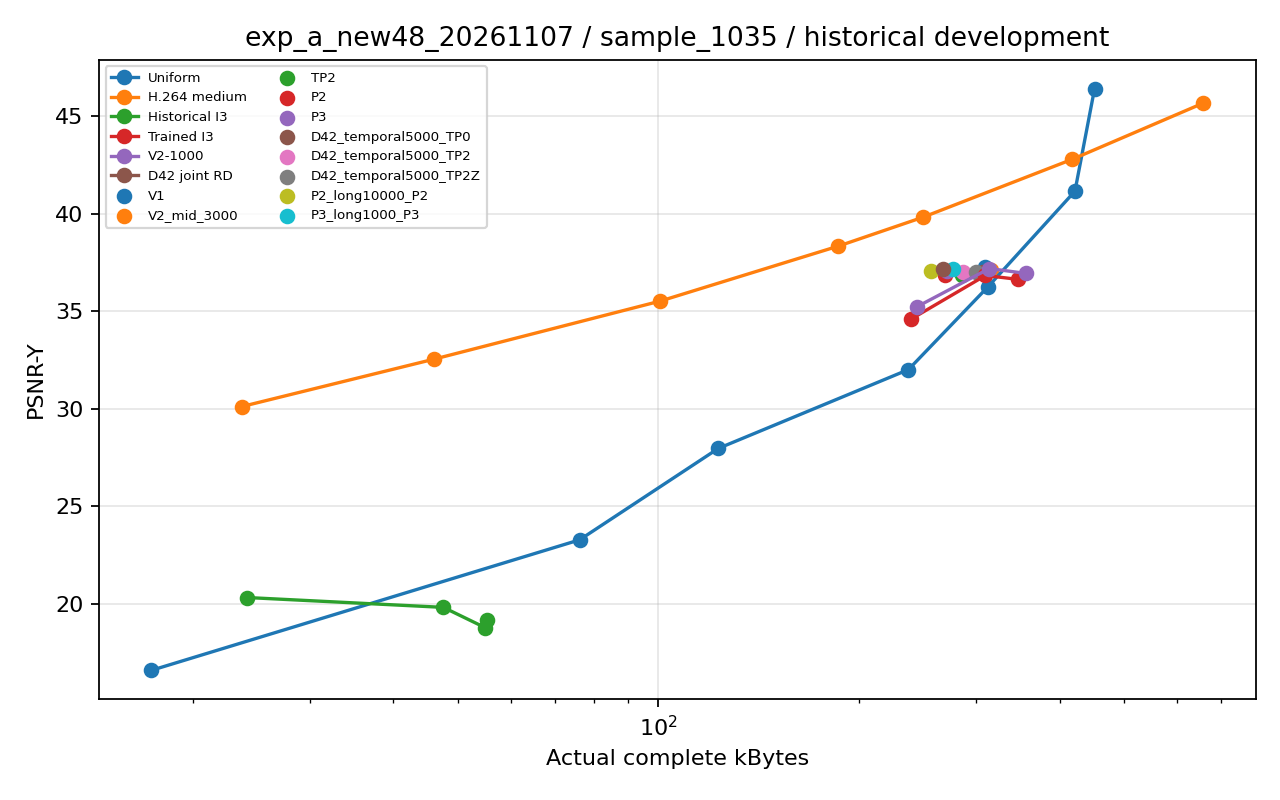 exp_a_new48_20261107 / sample_1035 / historical development
Uniform
H.264 medium
Historical I3
Trained I3
V2-1000
D42 joint RD
V1
V2_mid_3000
TP2
P2
P3
D42_temporal5000_TP0
D42_temporal5000_TP2
D42_temporal5000_TP2Z
P2_long10000_P2
P3_long1000_P3
PSNR-Y
45
40
35
30
25
20
10²
Actual complete kBytes